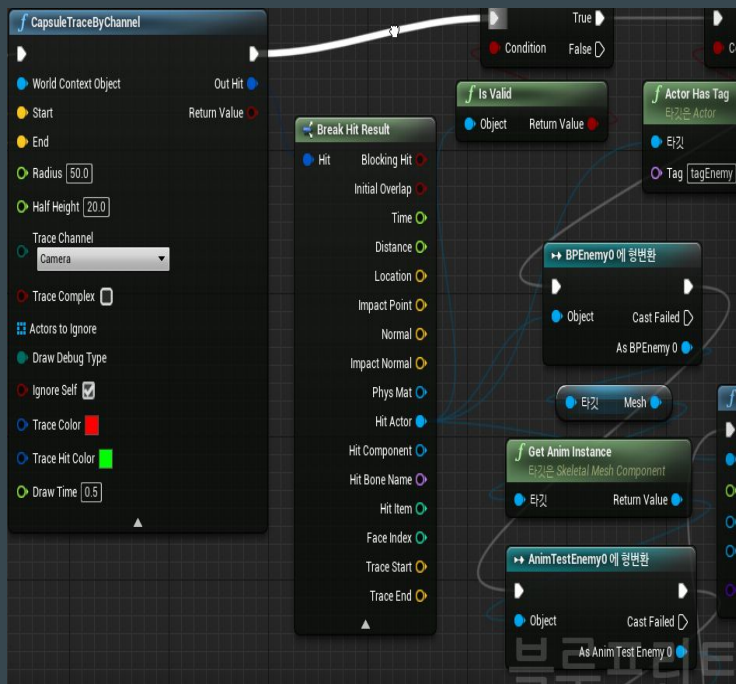 CapsuleTraceByChannel
World Context Object
Out Hit
Start
Return Value
End
Radius 50.0
Half Height 20.0
Trace Channel
Camera
Trace Complex
Actors to Ignore
Draw Debug Type
Ignore Self
Trace Color
Trace Hit Color
Draw Time 0.5
Break Hit Result
Hit
Blocking Hit
Initial Overlap
Time
Distance
Location
Impact Point
Normal
Impact Normal
Phys Mat
Hit Actor
Hit Component
Hit Bone Name
Hit Item
Face Index
Trace Start
Trace End
True
Condition
False
Is Valid
Object
Return Value
Actor Has Tag
타깃은 Actor
타깃
Tag tagEnemy
BPEnemy0 에 형변환
Object
Cast Failed
As BPEnemy 0
타깃
Mesh
Get Anim Instance
타깃은 Skeletal Mesh Component
타깃
Return Value
AnimTestEnemy0 에 형변환
Object
Cast Failed
As Anim Test Enemy 0